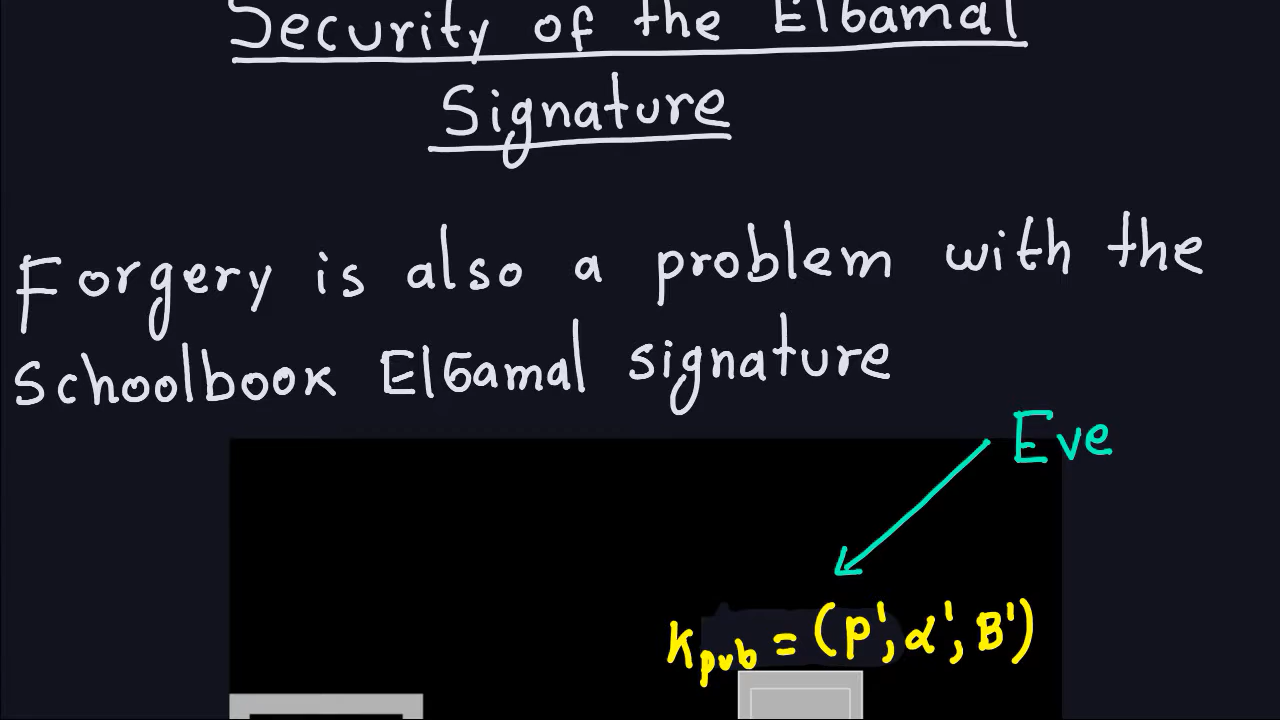 Security of the ElGamal
Signature
Forgery is also a problem with the
Schoolbook ElGamal signature
Eve
Kpub = (p', α', B')